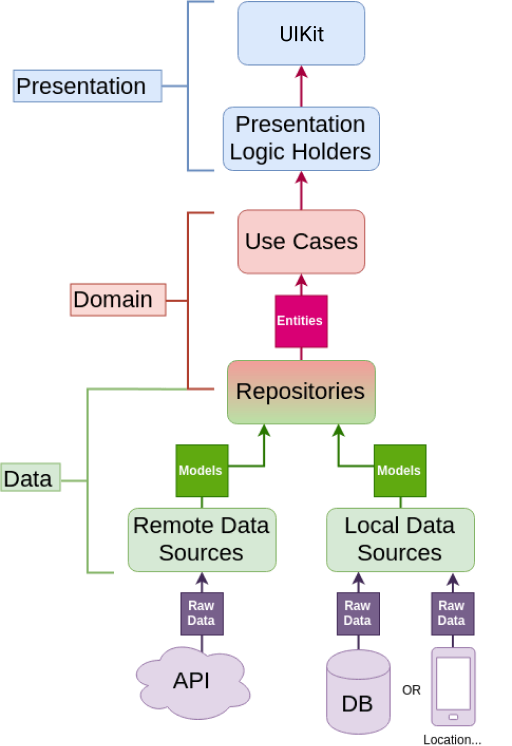 UIKit
Presentation
Presentation
Logic Holders
Use Cases
Domain
Entities
Repositories
Models
Models
Data
Remote Data
Sources
Local Data
Sources
Raw
Data
Raw
Data
Raw
Data
API
DB
OR
Location...